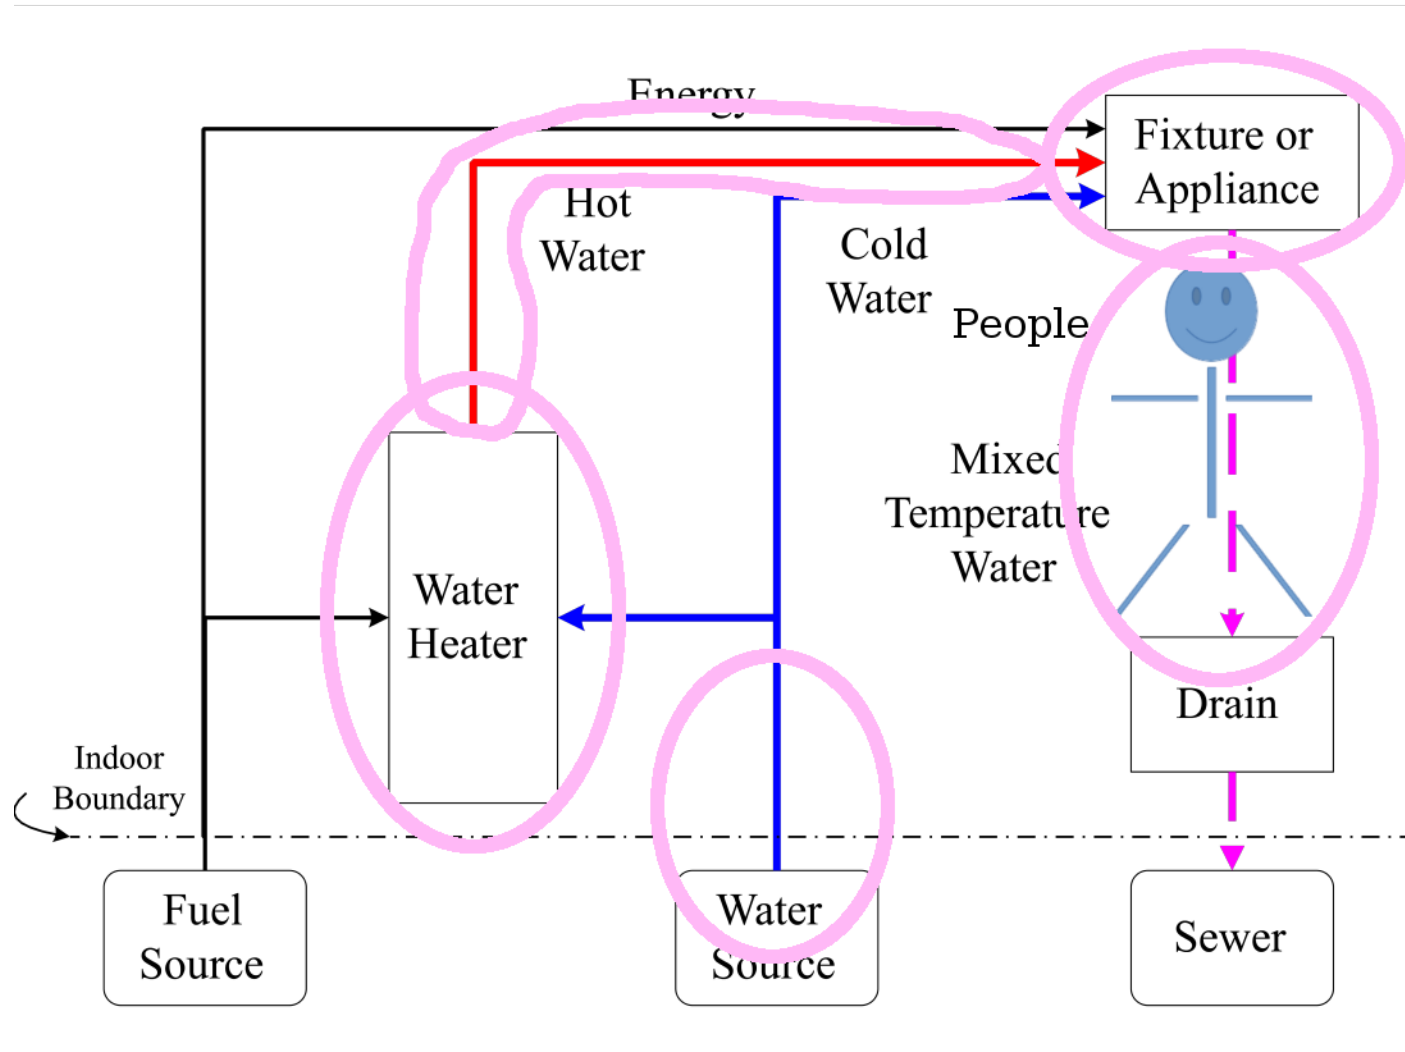 Energy
Fixture or
Appliance
Hot
Water
Cold
Water
People
Mixed
Temperature
Water
Water
Heater
Drain
Indoor
Boundary
Fuel
Source
Water
Source
Sewer